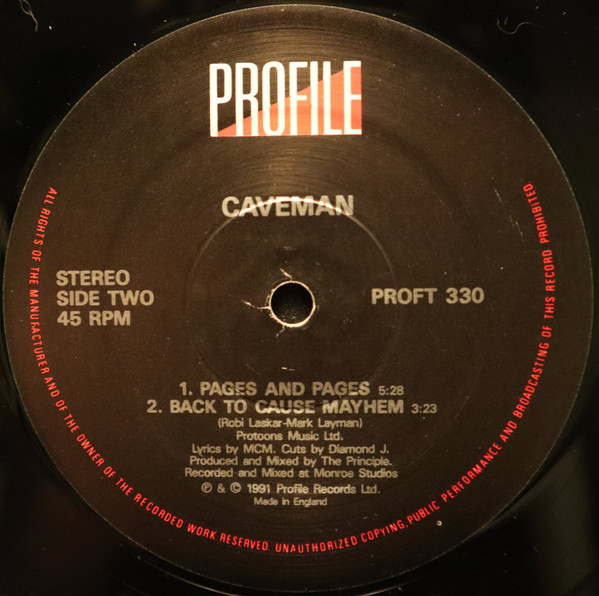 PROFILE
CAVEMAN
STEREO
SIDE TWO
45 RPM
PROFT 330
1. PAGES AND PAGES 5:28
2. BACK TO CAUSE MAYHEM 3:23
(Robi Laskar-Mark Layman)
Protoons Music Ltd.
Lyrics by MCM. Cuts by Diamond J.
Produced and Mixed by The Principle.
Recorded and Mixed at Monroe Studios
℗ & © 1991 Profile Records Ltd.
Made in England
ALL RIGHTS OF THE MANUFACTURER AND OF THE OWNER OF THE RECORDED WORK RESERVED. UNAUTHORIZED COPYING, PUBLIC PERFORMANCE AND BROADCASTING OF THIS RECORD PROHIBITED